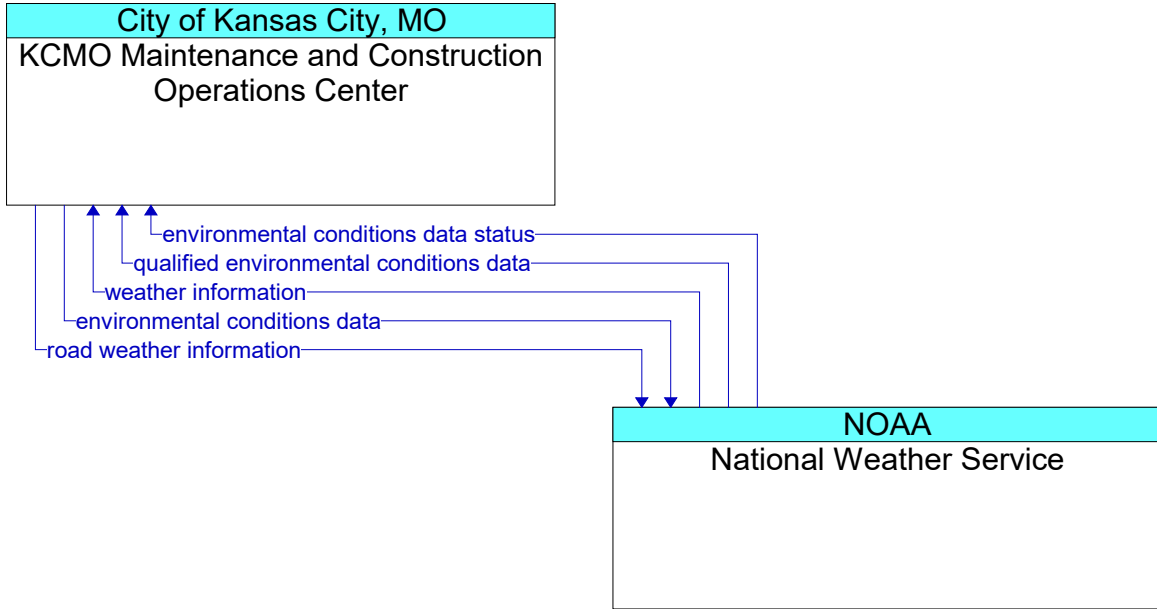 City of Kansas City, MO
KCMO Maintenance and Construction
Operations Center
environmental conditions data status
qualified environmental conditions data
weather information
environmental conditions data
road weather information
NOAA
National Weather Service